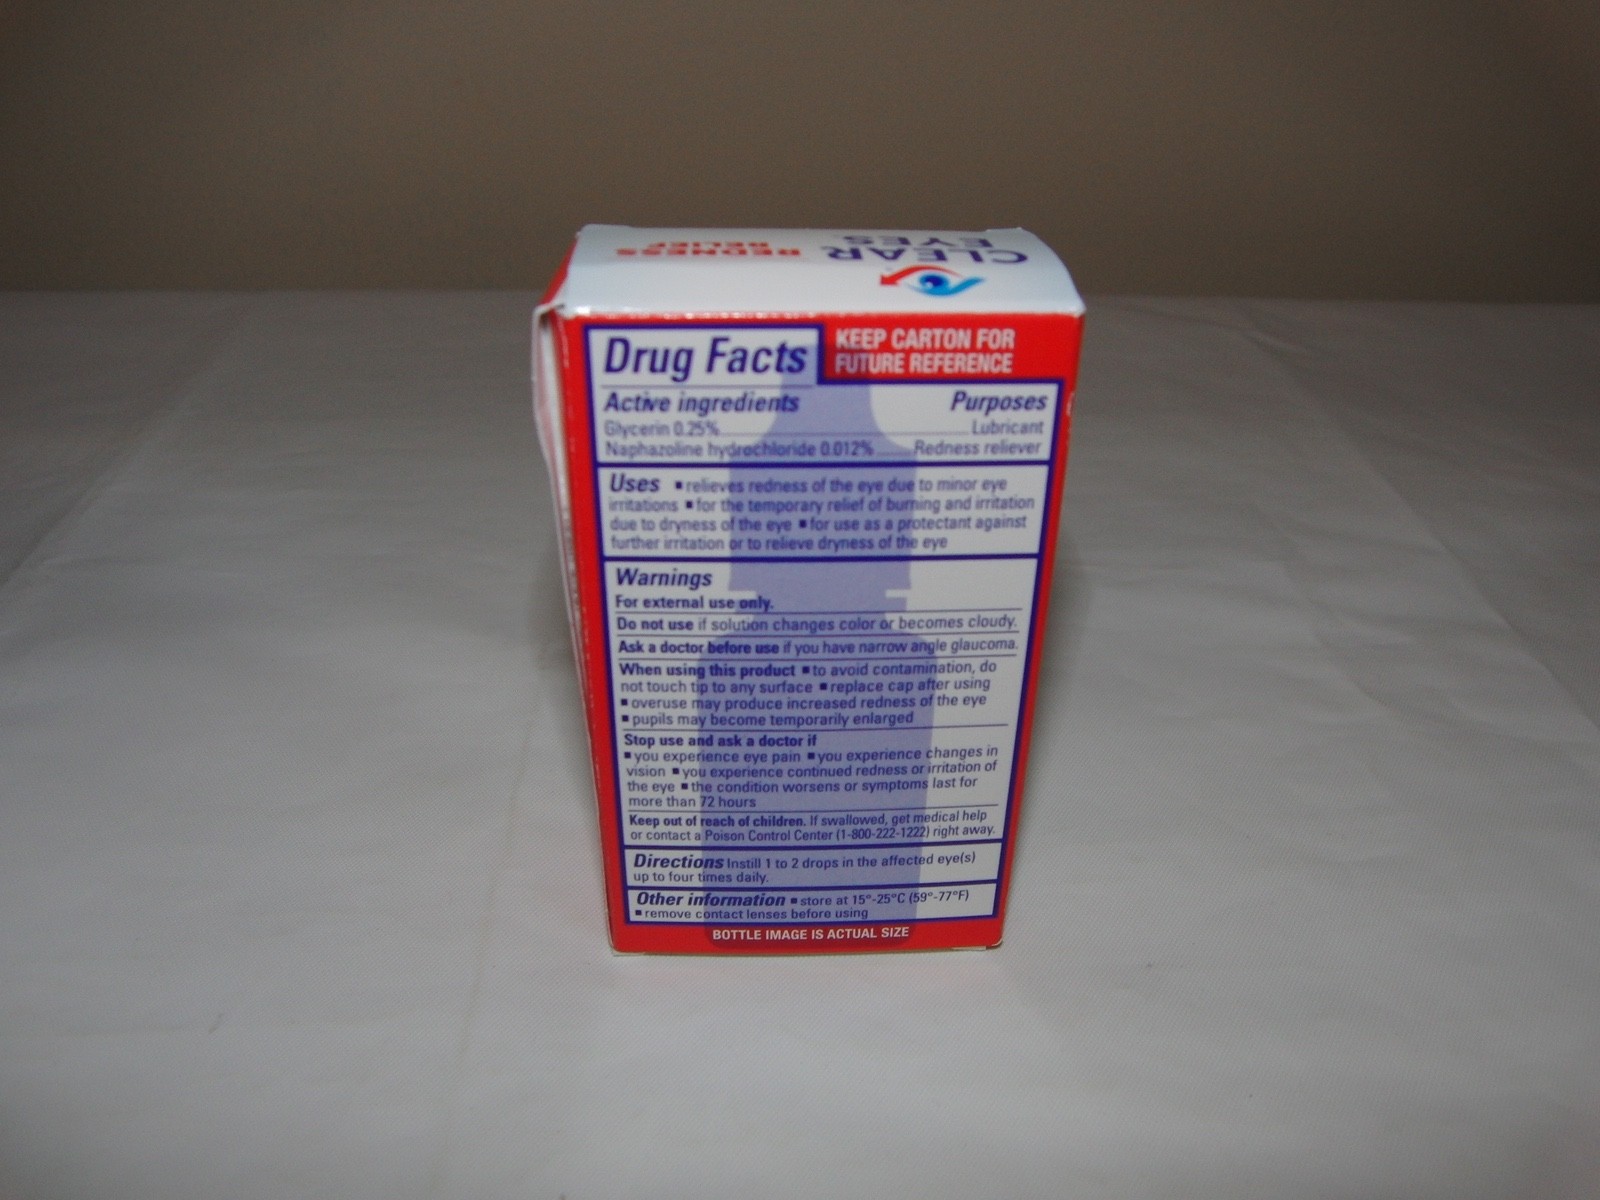 CLEAR
EYES
REDNESS
RELIEF
Drug Facts
KEEP CARTON FOR
FUTURE REFERENCE
Active ingredients Purposes
Glycerin 0.25% Lubricant
Naphazoline hydrochloride 0.012% Redness reliever
Uses ▪ relieves redness of the eye due to minor eye
irritations ▪ for the temporary relief of burning and irritation
due to dryness of the eye ▪ for use as a protectant against
further irritation or to relieve dryness of the eye
Warnings
For external use only.
Do not use if solution changes color or becomes cloudy.
Ask a doctor before use if you have narrow angle glaucoma.
When using this product ▪ to avoid contamination, do
not touch tip to any surface ▪ replace cap after using
▪ overuse may produce increased redness of the eye
▪ pupils may become temporarily enlarged
Stop use and ask a doctor if
▪ you experience eye pain ▪ you experience changes in
vision ▪ you experience continued redness or irritation of
the eye ▪ the condition worsens or symptoms last for
more than 72 hours
Keep out of reach of children. If swallowed, get medical help
or contact a Poison Control Center (1-800-222-1222) right away.
Directions Instill 1 to 2 drops in the affected eye(s)
up to four times daily.
Other information ▪ store at 15°-25°C (59°-77°F)
▪ remove contact lenses before using
BOTTLE IMAGE IS ACTUAL SIZE